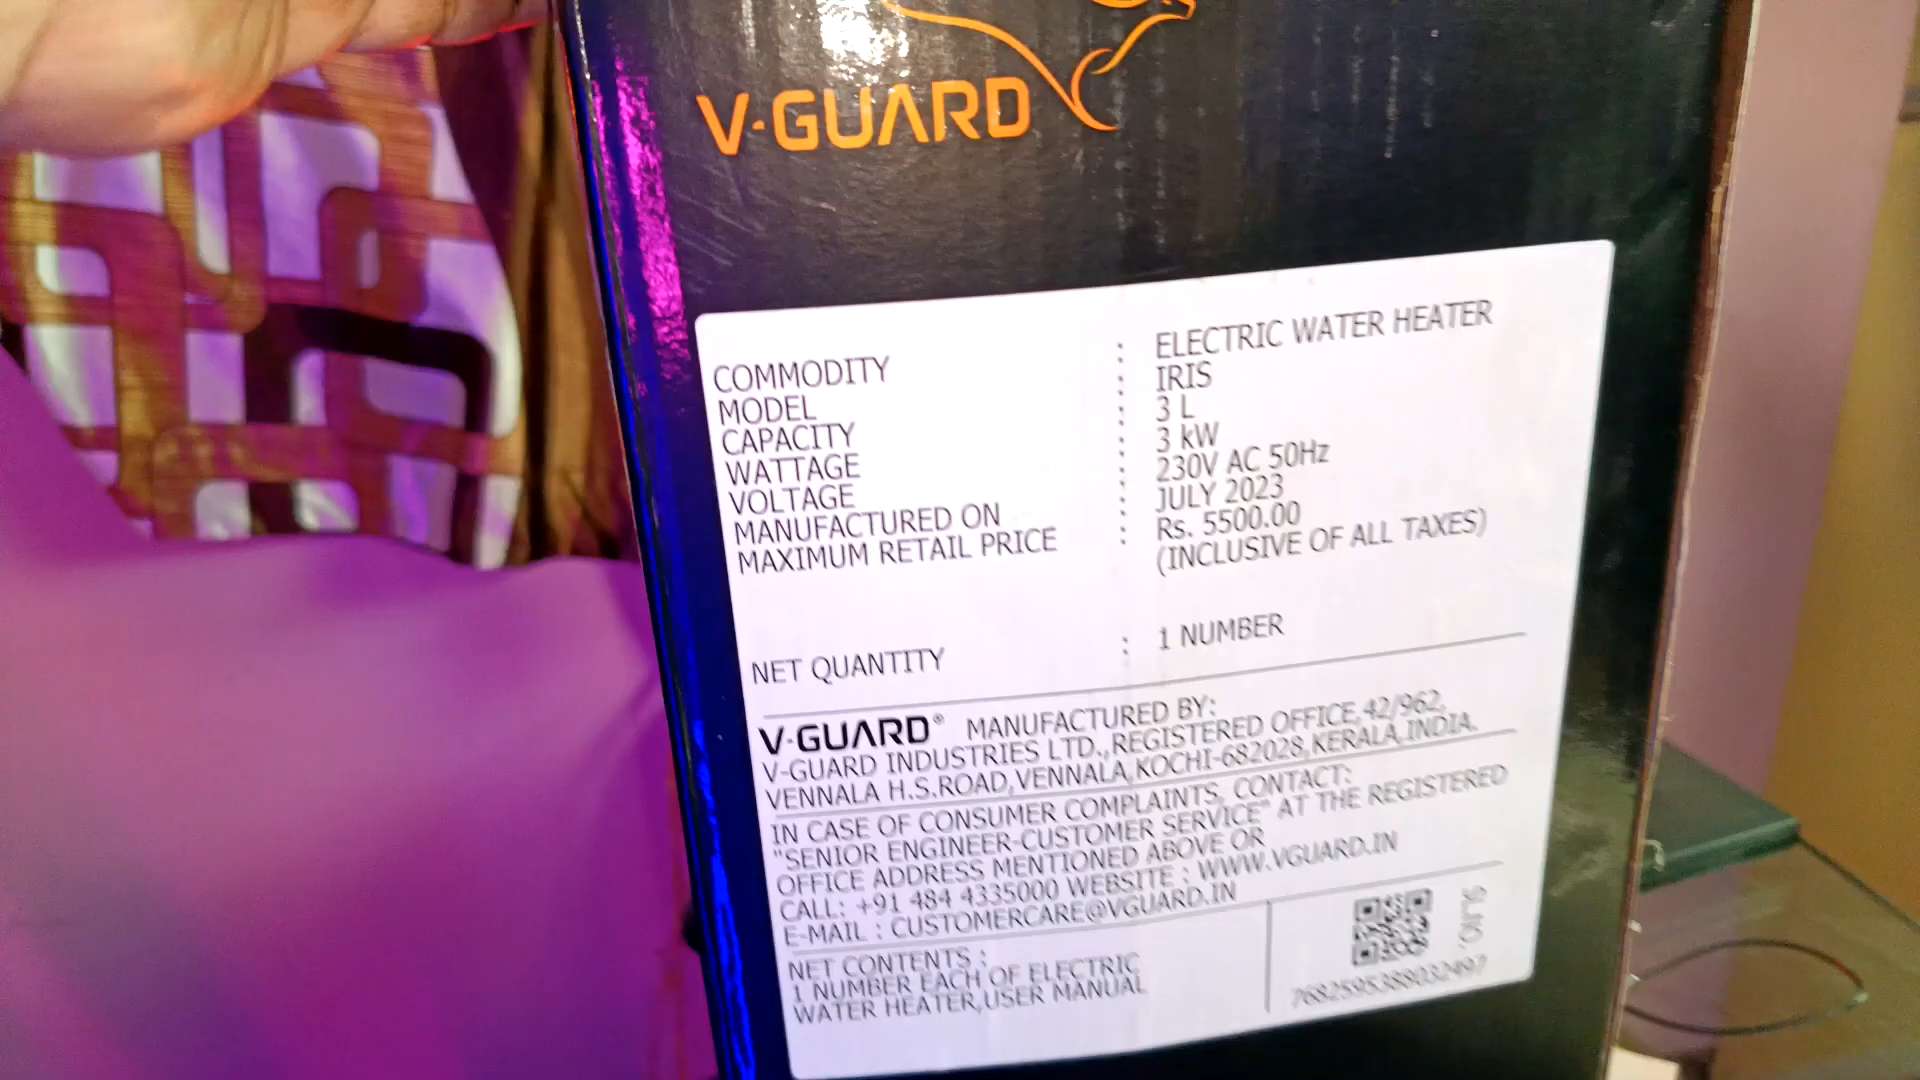 V-GUARD
COMMODITY : ELECTRIC WATER HEATER
MODEL : IRIS
CAPACITY : 3 L
WATTAGE : 3 kW
VOLTAGE : 230V AC 50Hz
MANUFACTURED ON : JULY 2023
MAXIMUM RETAIL PRICE : Rs. 5500.00
(INCLUSIVE OF ALL TAXES)
NET QUANTITY : 1 NUMBER
V-GUARD® MANUFACTURED BY:
V-GUARD INDUSTRIES LTD.,REGISTERED OFFICE,42/962,
VENNALA H.S.ROAD,VENNALA,KOCHI-682028,KERALA,INDIA.
IN CASE OF CONSUMER COMPLAINTS, CONTACT:
"SENIOR ENGINEER-CUSTOMER SERVICE" AT THE REGISTERED
OFFICE ADDRESS MENTIONED ABOVE OR
CALL: +91 484 4335000 WEBSITE : WWW.VGUARD.IN
E-MAIL : CUSTOMERCARE@VGUARD.IN
NET CONTENTS :
1 NUMBER EACH OF ELECTRIC
WATER HEATER,USER MANUAL
7682595388032497